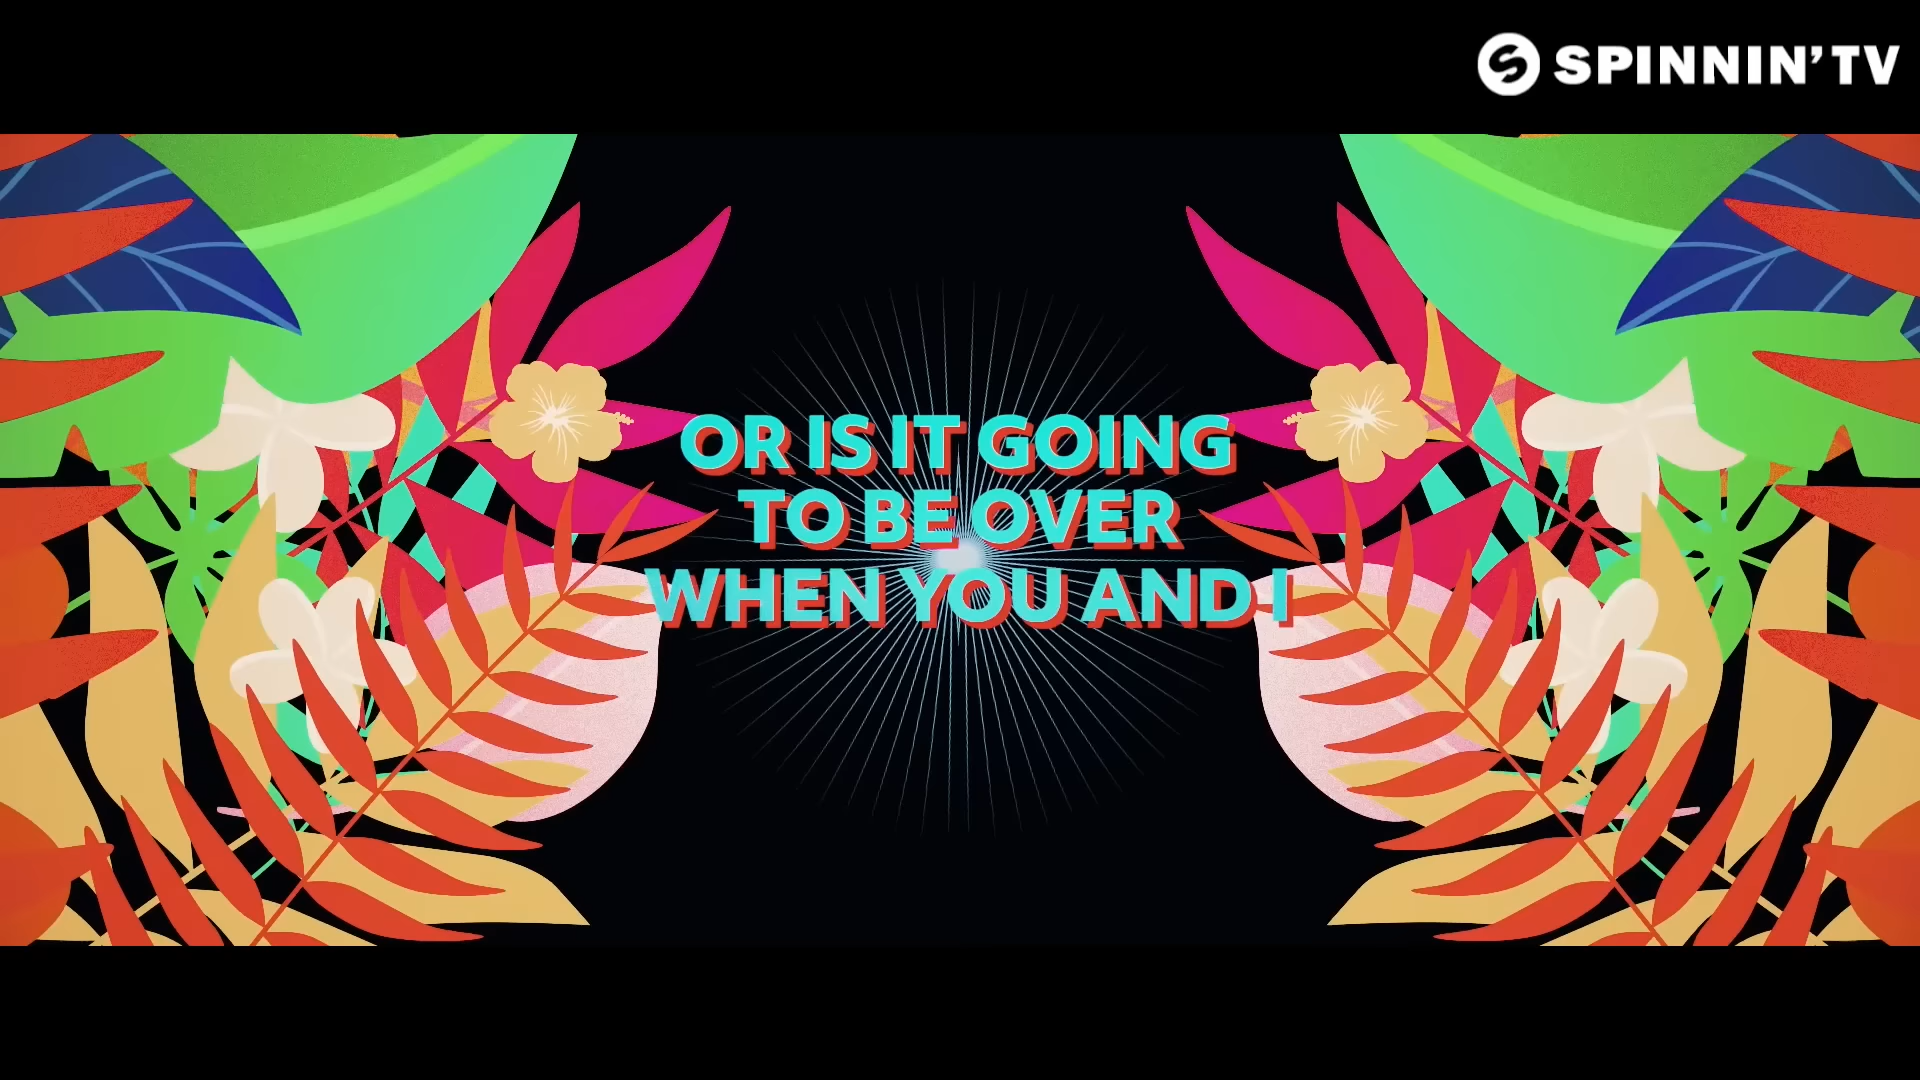 SPINNIN' TV
OR IS IT GOING
TO BE OVER
WHEN YOU AND I